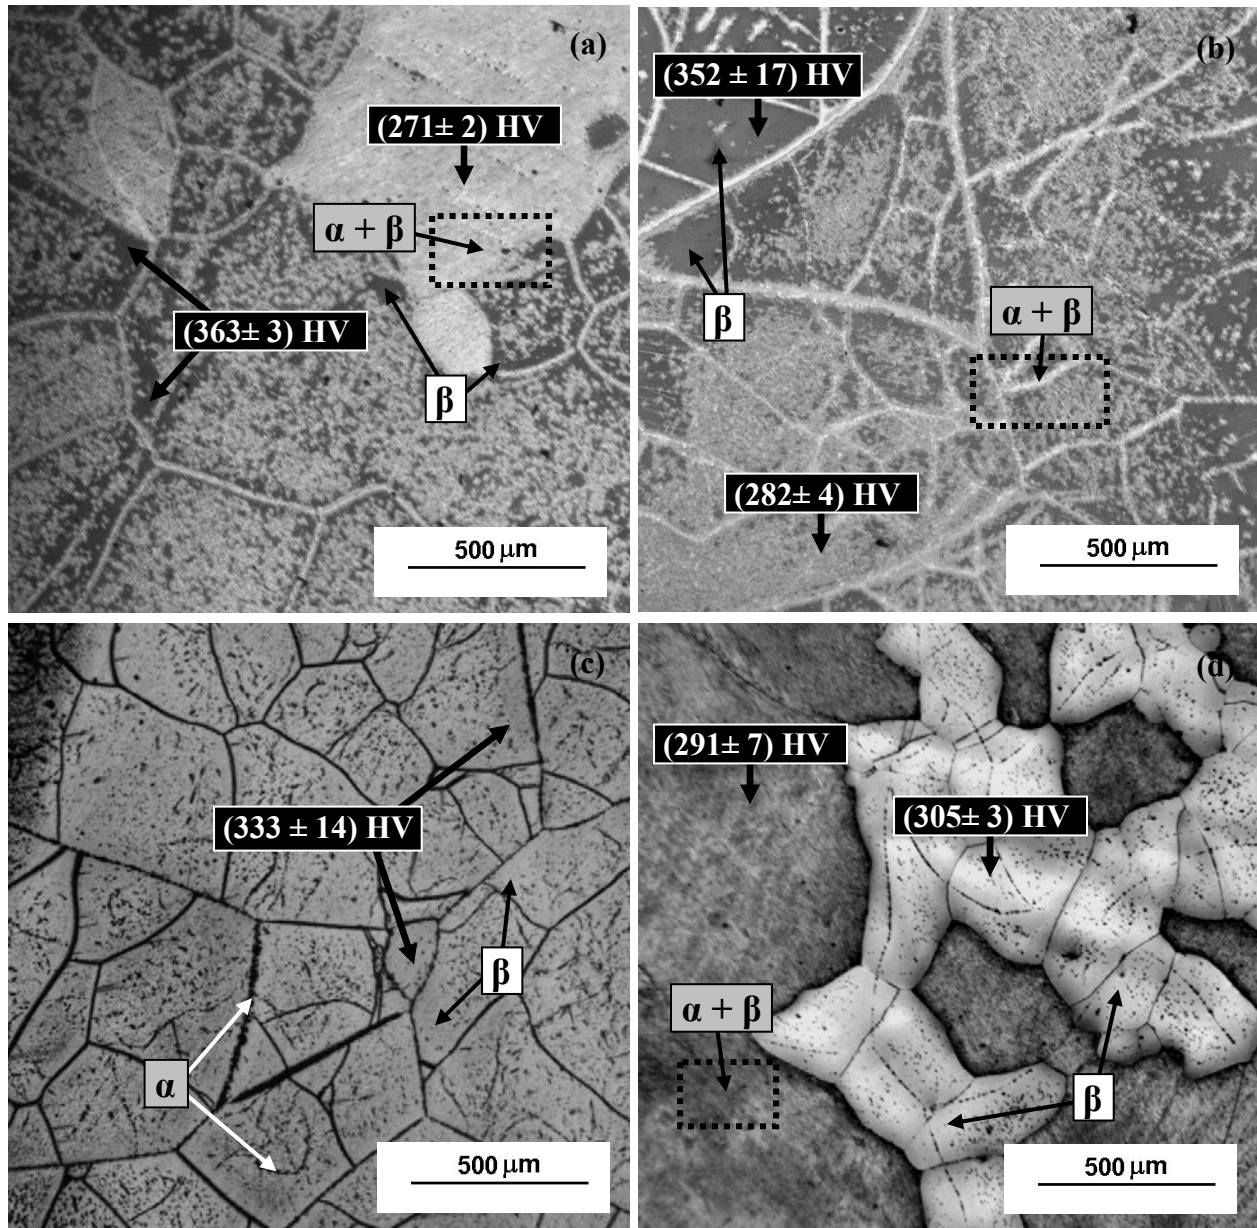 (a)
(271± 2) HV
α + β
(363± 3) HV
β
500 μm
(b)
(352 ± 17) HV
β
α + β
(282± 4) HV
500 μm
(c)
(333 ± 14) HV
β
α
500 μm
(d)
(291± 7) HV
(305± 3) HV
α + β
β
500 μm